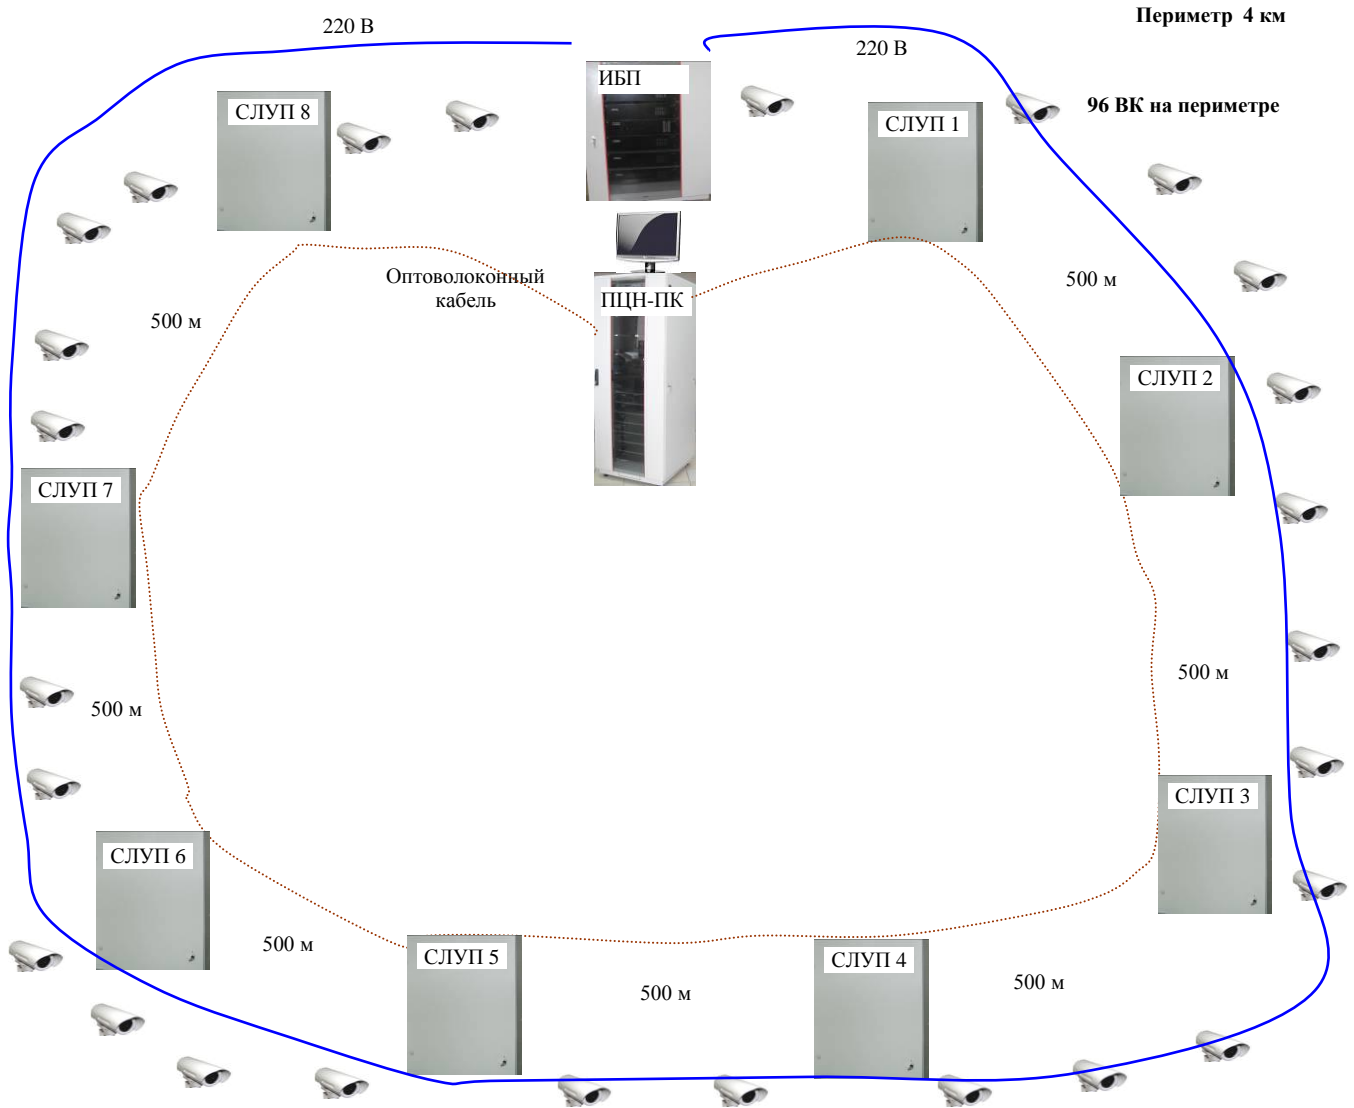 Периметр 4 км
220 В
220 В
ИБП
96 ВК на периметре
СЛУП 8
СЛУП 1
Оптоволоконный
кабель
500 м
ПЦН-ПК
500 м
СЛУП 2
СЛУП 7
500 м
500 м
СЛУП 3
СЛУП 6
500 м
СЛУП 5
500 м
СЛУП 4
500 м